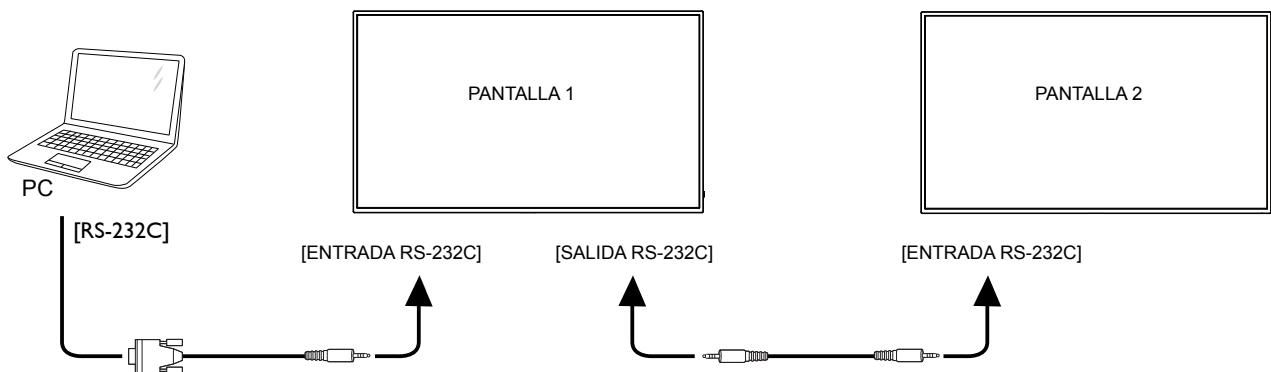 PANTALLA 1
PANTALLA 2
PC
[RS-232C]
[ENTRADA RS-232C]
[SALIDA RS-232C]
[ENTRADA RS-232C]